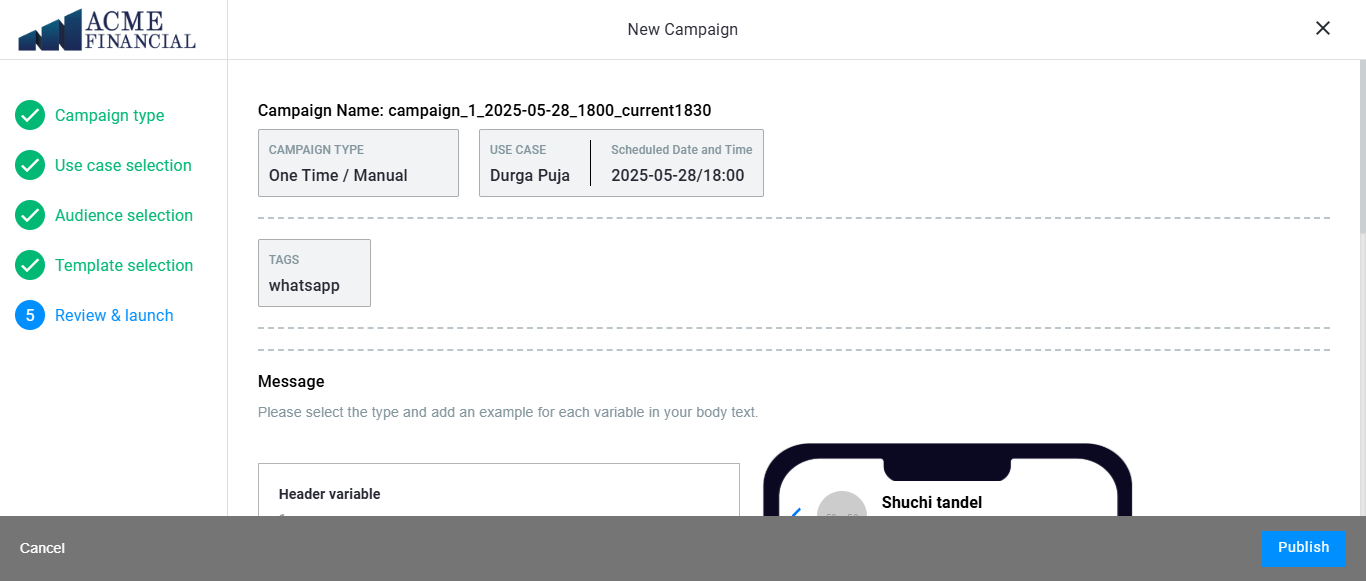 ACME
FINANCIAL
New Campaign
Campaign type
Use case selection
Audience selection
Template selection
5 Review & launch
Campaign Name: campaign_1_2025-05-28_1800_current1830
CAMPAIGN TYPE
One Time / Manual
USE CASE
Durga Puja
Scheduled Date and Time
2025-05-28/18:00
TAGS
whatsapp
Message
Please select the type and add an example for each variable in your body text.
Header variable
Shuchi tandel
Cancel
Publish